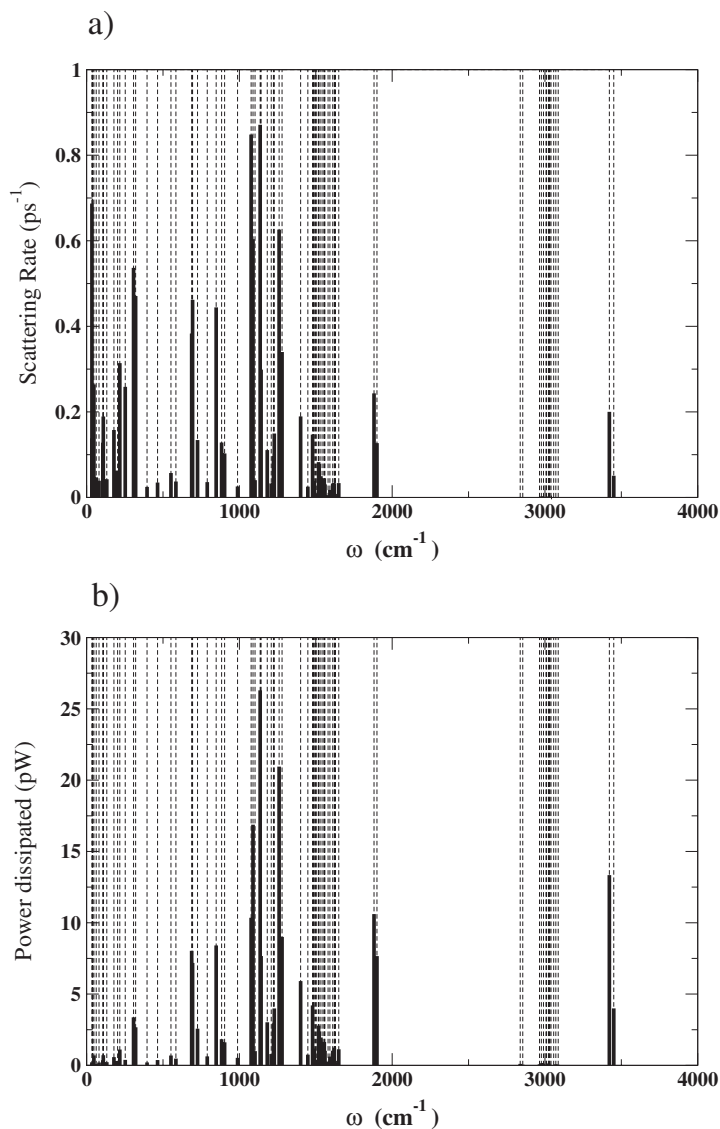 a)
1
0.8
0.6
0.4
0.2
0
Scattering Rate (ps⁻¹)
0 1000 2000 3000 4000
ω (cm⁻¹)
b)
30
25
20
15
10
5
0
Power dissipated (pW)
0 1000 2000 3000 4000
ω (cm⁻¹)